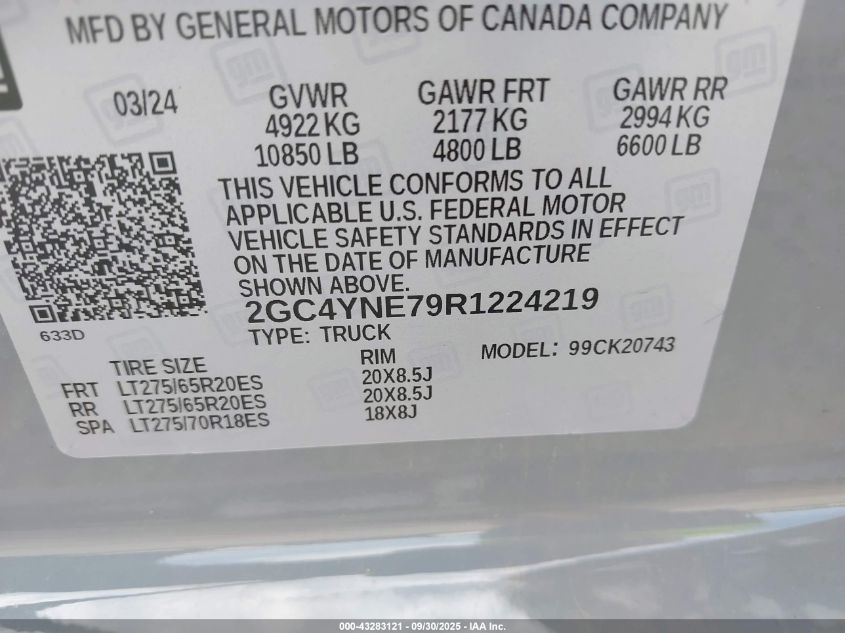 MFD BY GENERAL MOTORS OF CANADA COMPANY
03/24 GVWR GAWR FRT GAWR RR
4922 KG 2177 KG 2994 KG
10850 LB 4800 LB 6600 LB
THIS VEHICLE CONFORMS TO ALL
APPLICABLE U.S. FEDERAL MOTOR
VEHICLE SAFETY STANDARDS IN EFFECT
ON THE DATE OF MANUFACTURE
SHOWN ABOVE.
2GC4YNE79R1224219
633D
TYPE: TRUCK MODEL: 99CK20743
TIRE SIZE RIM
FRT LT275/65R20ES 20X8.5J
RR LT275/65R20ES 20X8.5J
SPA LT275/70R18ES 18X8J
000-43283121 - 09/30/2025 - IAA Inc.